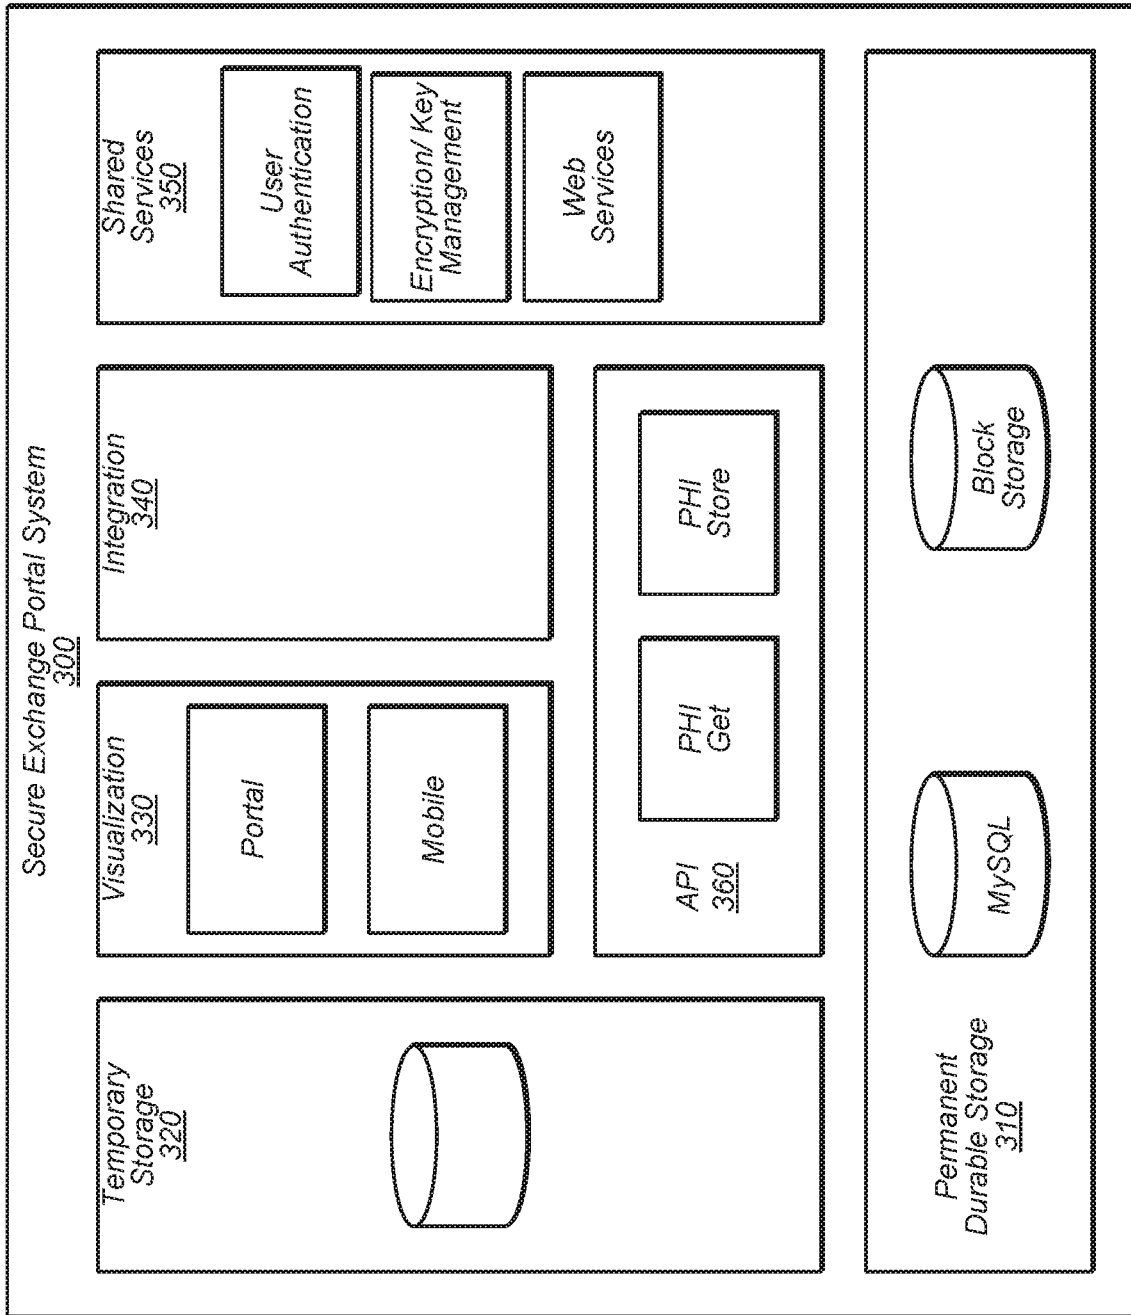 Secure Exchange Portal System
300
Temporary
Storage
320
Visualization
330
Portal
Mobile
Integration
340
Shared
Services
350
User
Authentication
Encryption/ Key
Management
Web
Services
API
360
PHI
Get
PHI
Store
Permanent
Durable Storage
310
MySQL
Block
Storage